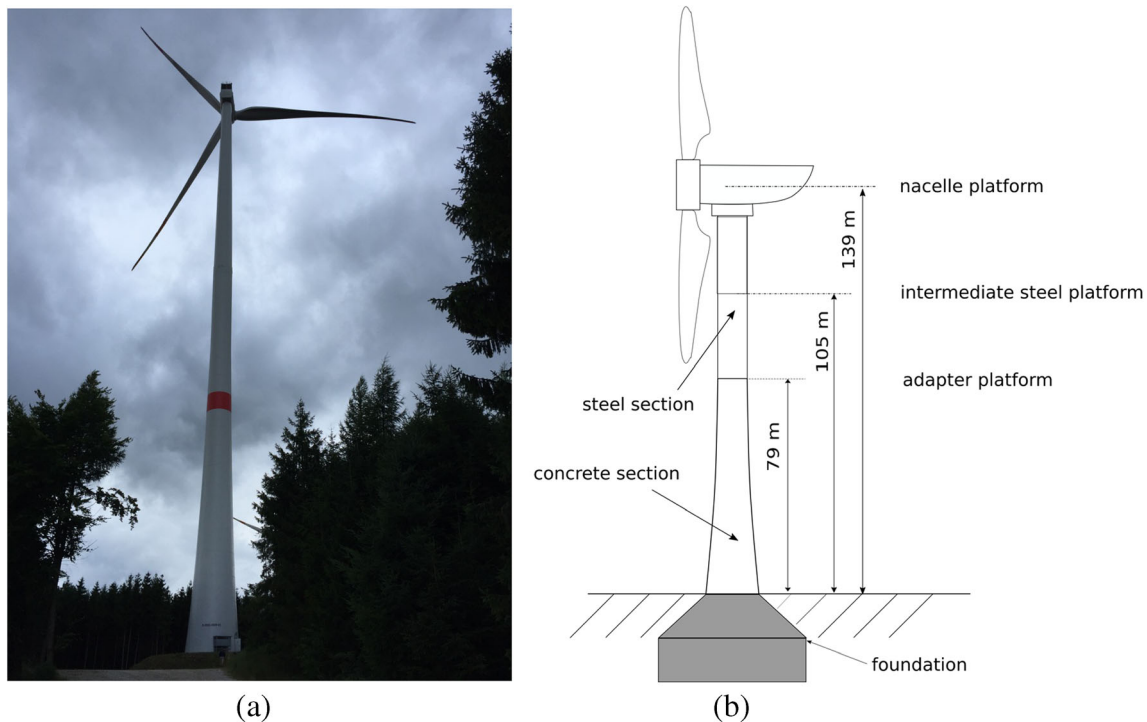 nacelle platform
139 m
intermediate steel platform
105 m
steel section
adapter platform
79 m
concrete section
foundation
(a)
(b)